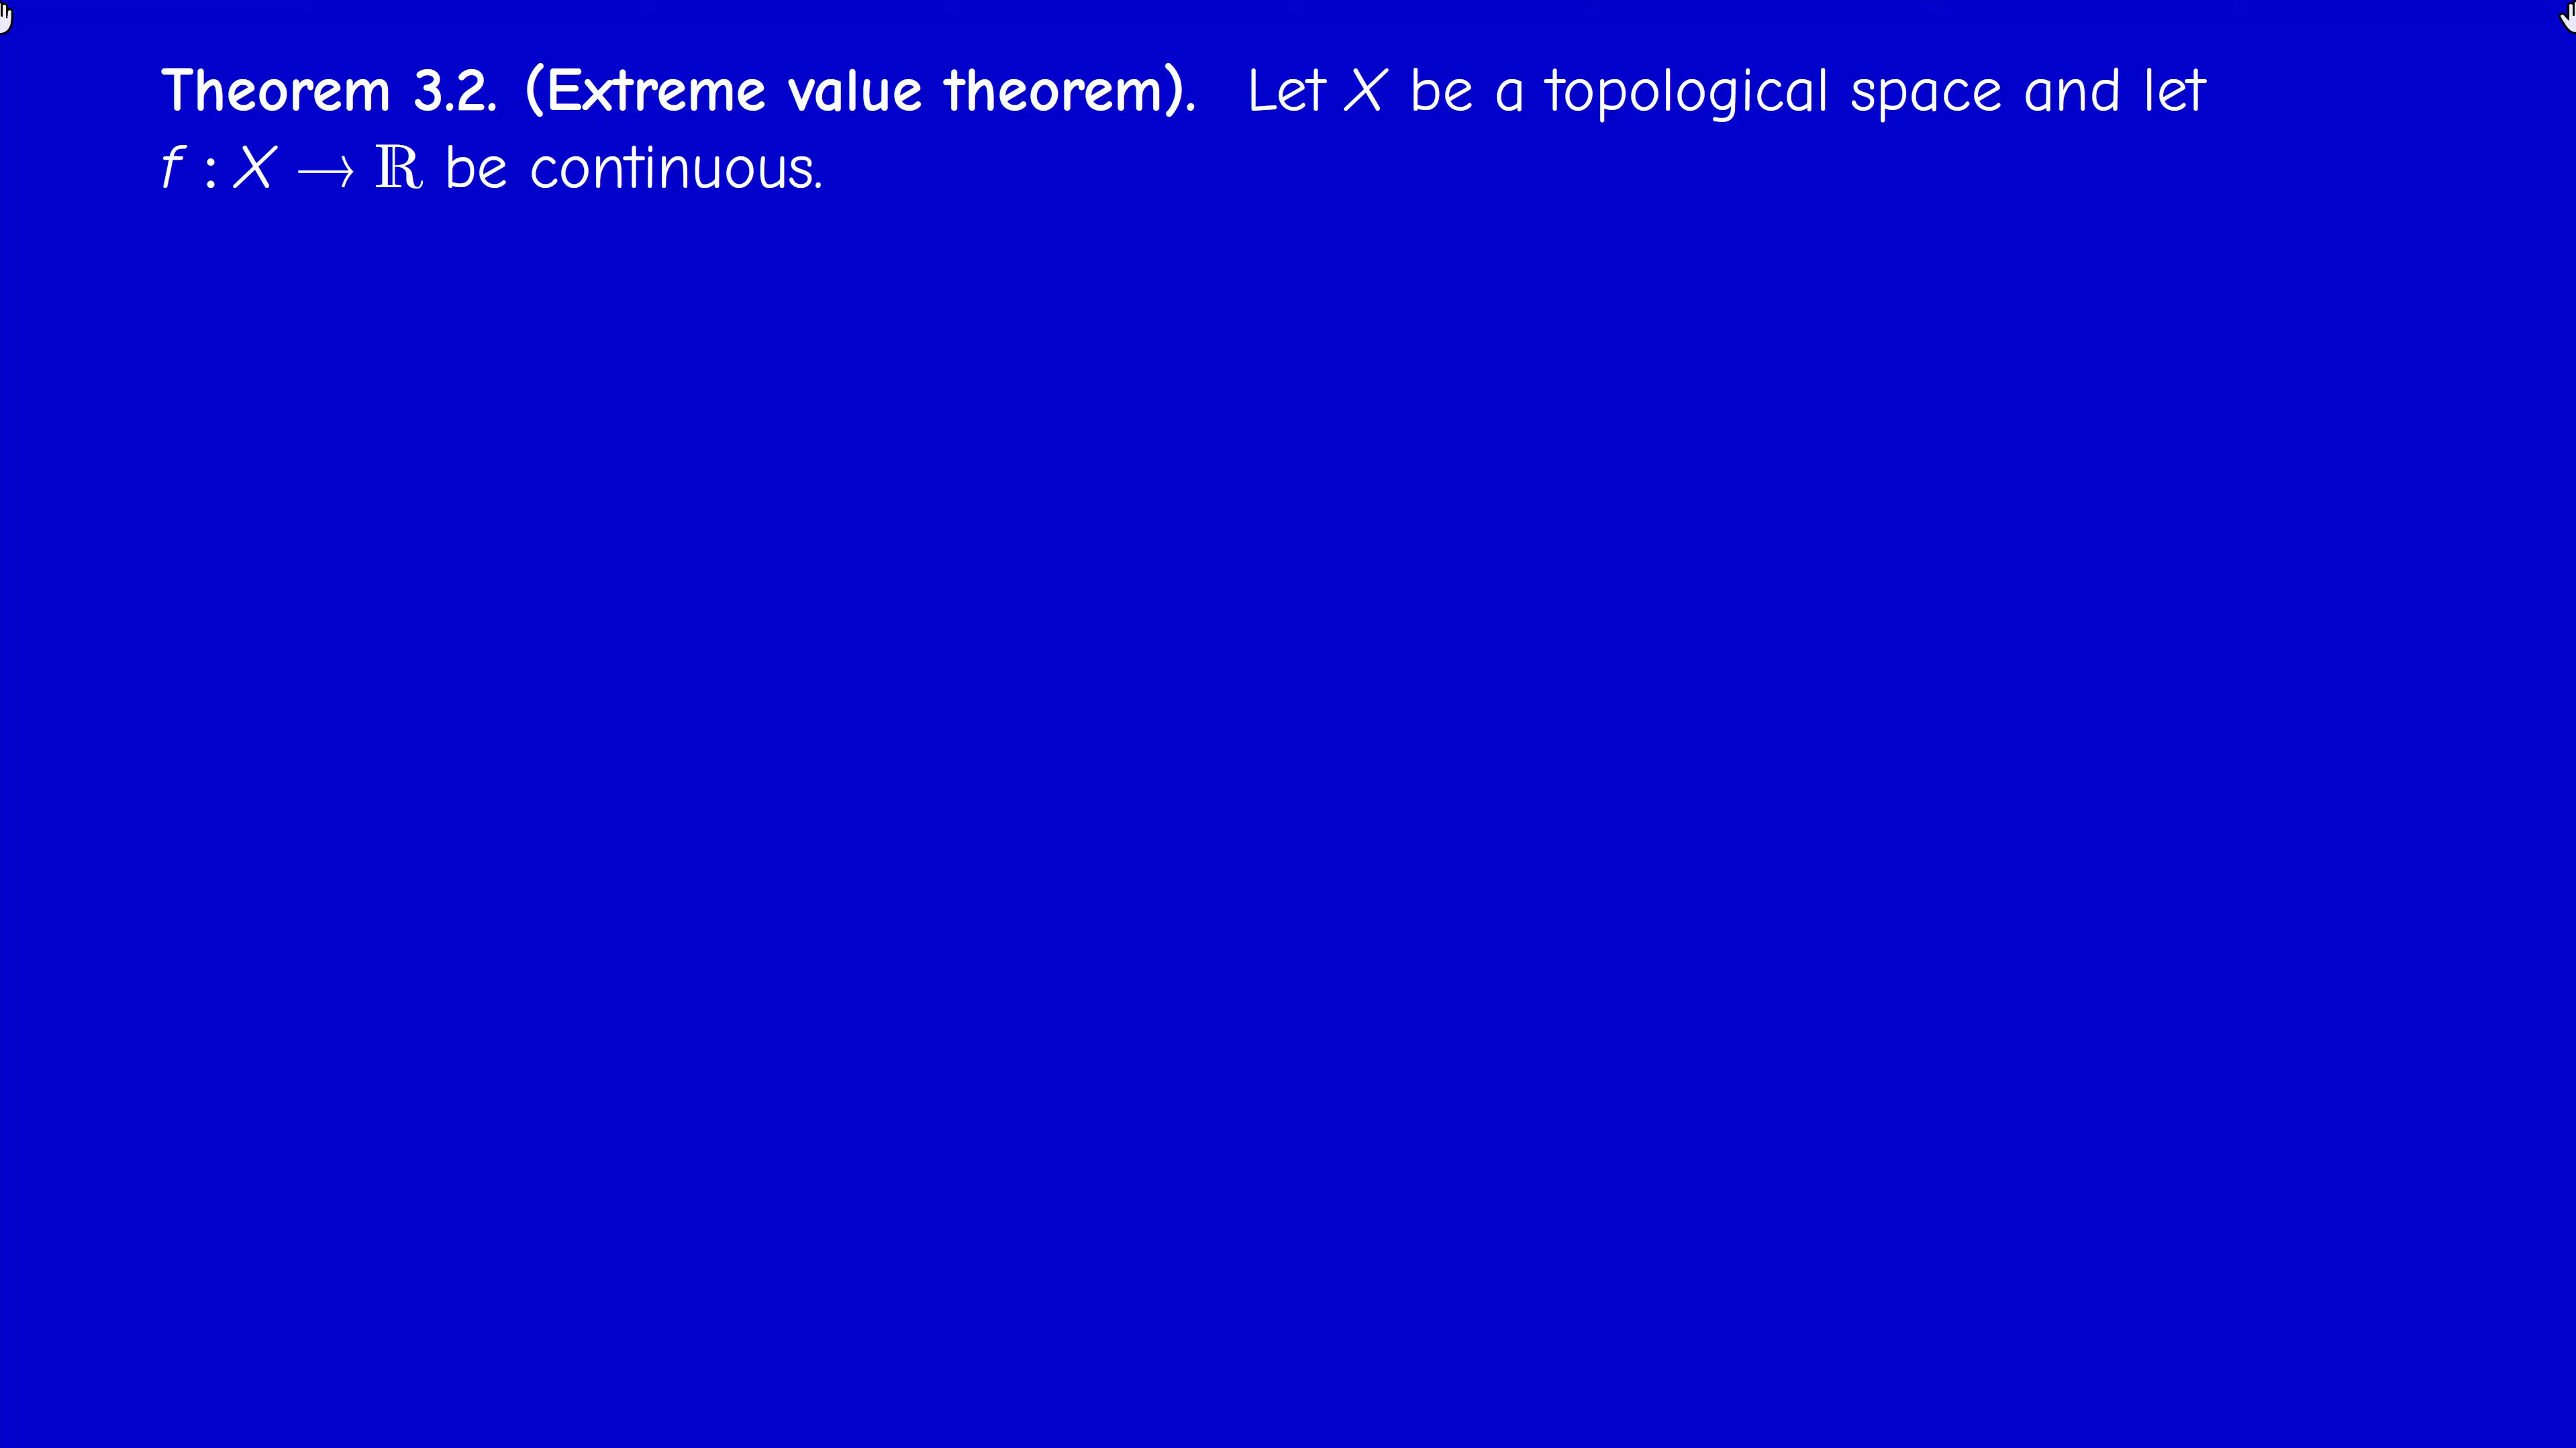 Theorem 3.2. (Extreme value theorem). Let X be a topological space and let
f : X → ℝ be continuous.